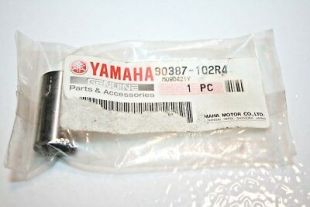 YAMAHA 90387-102R4
GENUINE
Parts & Accessories
1 PC
MAHA MOTOR CO.,LTD.